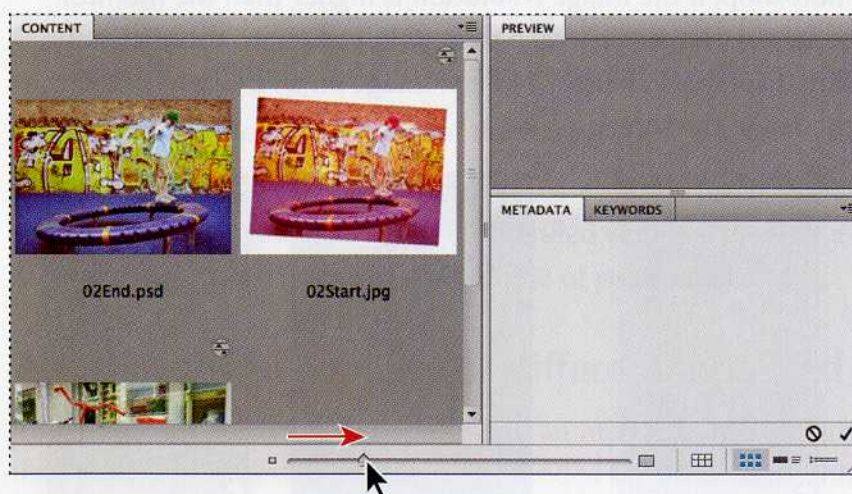 CONTENT
PREVIEW
METADATA KEYWORDS
02End.psd
02Start.jpg